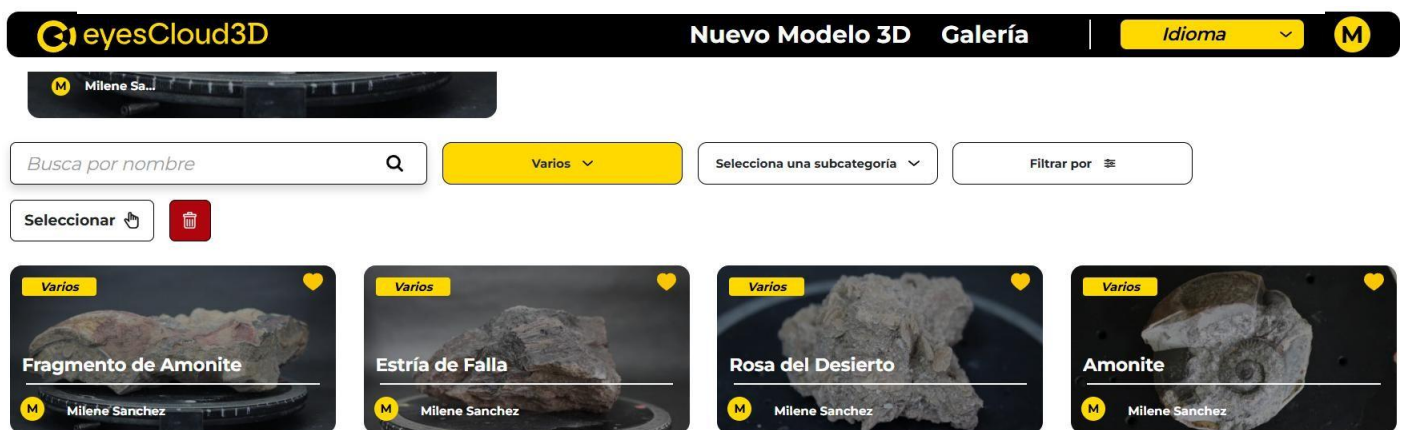 eyesCloud3D Nuevo Modelo 3D Galería Idioma M
M Milene Sa...
Busca por nombre Varios Selecciona una subcategoría Filtrar por
Seleccionar
Varios Varios Varios Varios
Fragmento de Amonite Estría de Falla Rosa del Desierto Amonite
M Milene Sanchez M Milene Sanchez M Milene Sanchez M Milene Sanchez